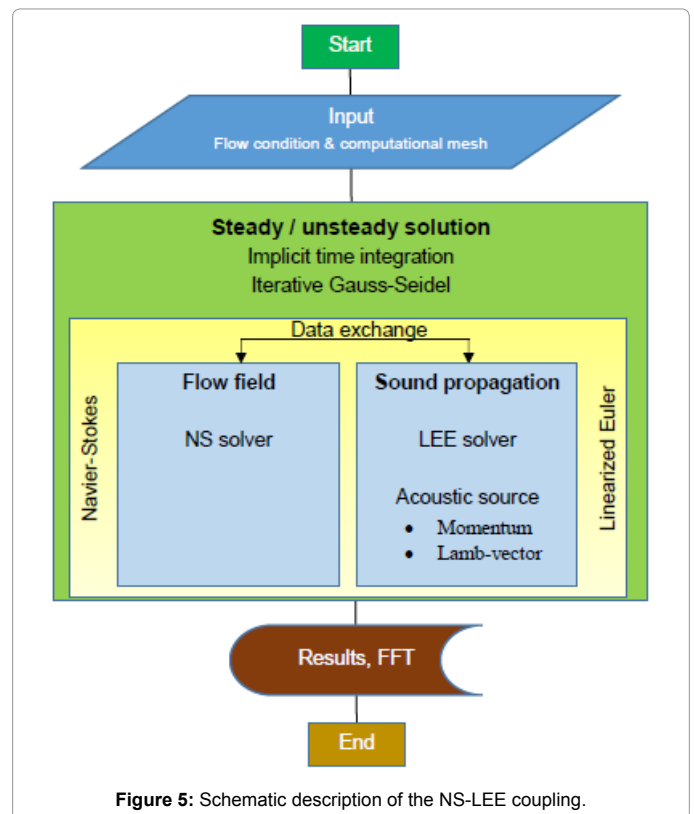 Start
Input
Flow condition & computational mesh
Steady / unsteady solution
Implicit time integration
Iterative Gauss-Seidel
Data exchange
Navier-Stokes
Flow field
NS solver
Sound propagation
LEE solver
Acoustic source
• Momentum
• Lamb-vector
Linearized Euler
Results, FFT
End
Figure 5: Schematic description of the NS-LEE coupling.